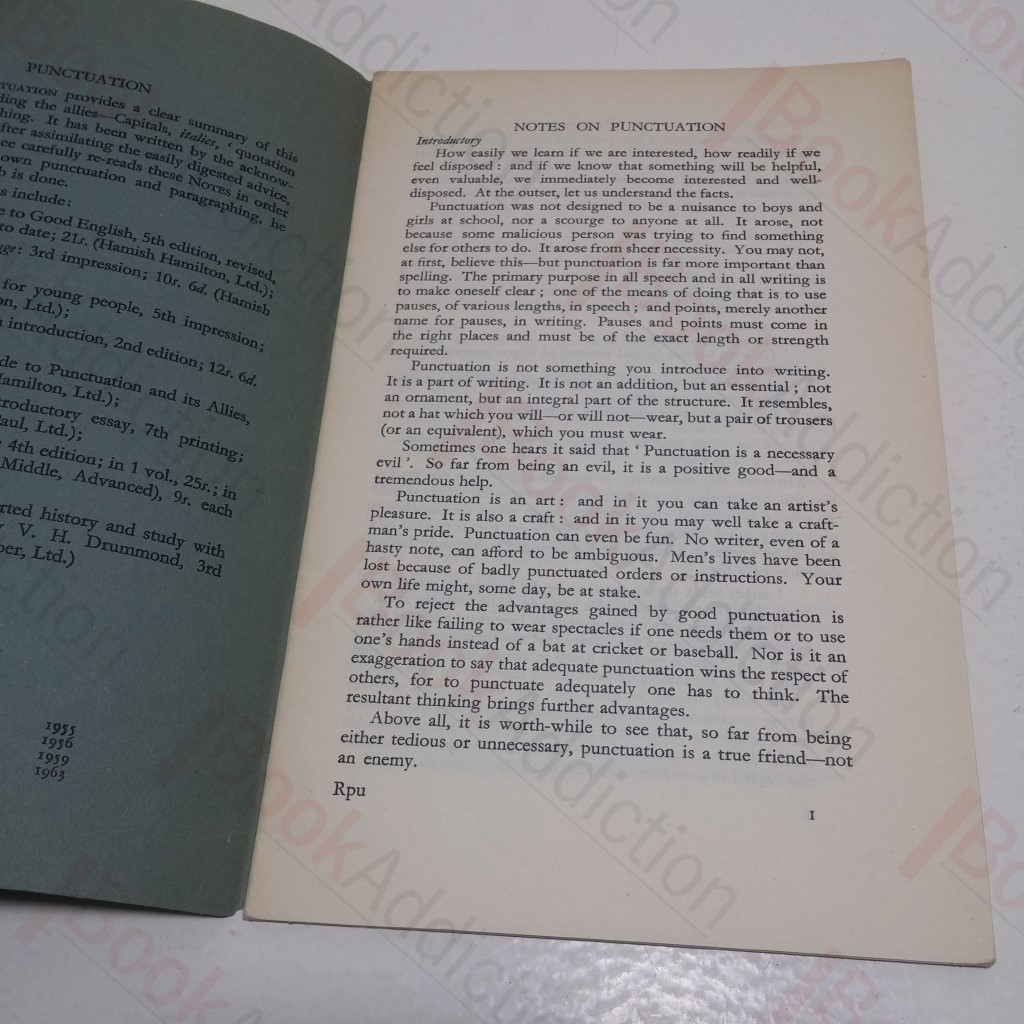 PUNCTUATION
TUATION provides a clear summary of this
ding the allies—Capitals, italics, ‘ quotation
hing. It has been written by the acknow-
fter assimilating the easily digested advice,
ce carefully re-reads these NOTES in order
own punctuation and paragraphing, he
b is done.
s include:
e to Good English, 5th edition, revised,
to date; 21s. (Hamish Hamilton, Ltd.);
ge: 3rd impression; 10s. 6d. (Hamish
for young people, 5th impression;
on, Ltd.);
n introduction, 2nd edition; 12s. 6d.
de to Punctuation and its Allies,
Hamilton, Ltd.);
troductory essay, 7th printing;
Paul, Ltd.);
4th edition; in 1 vol., 25s.; in
Middle, Advanced), 9s. each
rted history and study with
y V. H. Drummond, 3rd
per, Ltd.)
1955
1956
1959
1963
NOTES ON PUNCTUATION
Introductory
How easily we learn if we are interested, how readily if we
feel disposed : and if we know that something will be helpful,
even valuable, we immediately become interested and well-
disposed. At the outset, let us understand the facts.
Punctuation was not designed to be a nuisance to boys and
girls at school, nor a scourge to anyone at all. It arose, not
because some malicious person was trying to find something
else for others to do. It arose from sheer necessity. You may not,
at first, believe this—but punctuation is far more important than
spelling. The primary purpose in all speech and in all writing is
to make oneself clear ; one of the means of doing that is to use
pauses, of various lengths, in speech ; and points, merely another
name for pauses, in writing. Pauses and points must come in
the right places and must be of the exact length or strength
required.
Punctuation is not something you introduce into writing.
It is a part of writing. It is not an addition, but an essential ; not
an ornament, but an integral part of the structure. It resembles,
not a hat which you will—or will not—wear, but a pair of trousers
(or an equivalent), which you must wear.
Sometimes one hears it said that ‘ Punctuation is a necessary
evil ’. So far from being an evil, it is a positive good—and a
tremendous help.
Punctuation is an art : and in it you can take an artist’s
pleasure. It is also a craft : and in it you may well take a craft-
man’s pride. Punctuation can even be fun. No writer, even of a
hasty note, can afford to be ambiguous. Men’s lives have been
lost because of badly punctuated orders or instructions. Your
own life might, some day, be at stake.
To reject the advantages gained by good punctuation is
rather like failing to wear spectacles if one needs them or to use
one’s hands instead of a bat at cricket or baseball. Nor is it an
exaggeration to say that adequate punctuation wins the respect of
others, for to punctuate adequately one has to think. The
resultant thinking brings further advantages.
Above all, it is worth-while to see that, so far from being
either tedious or unnecessary, punctuation is a true friend—not
an enemy.
Rpu
1
BookAddiction